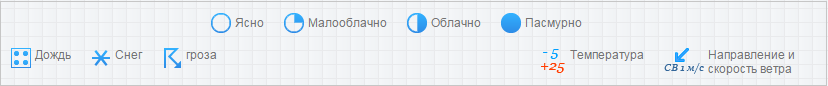 Ясно Малооблачно Облачно Пасмурно
Дождь Снег гроза -5 Температура Направление и
+25 СВ 1 м/с скорость ветра